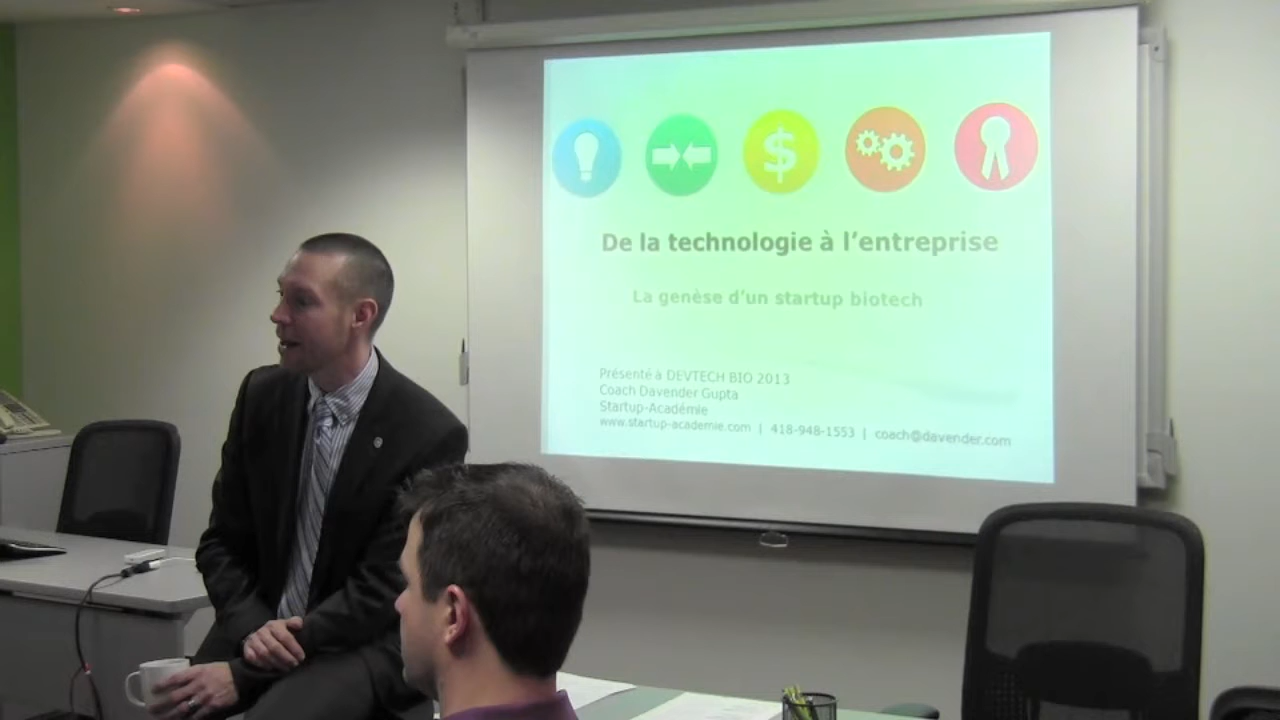 $
De la technologie à l'entreprise
La genèse d'un startup biotech
Présenté à DEVTECH BIO 2013
Coach Davender Gupta
Startup-Académie
www.startup-academie.com | 418-948-1553 | coach@davender.com